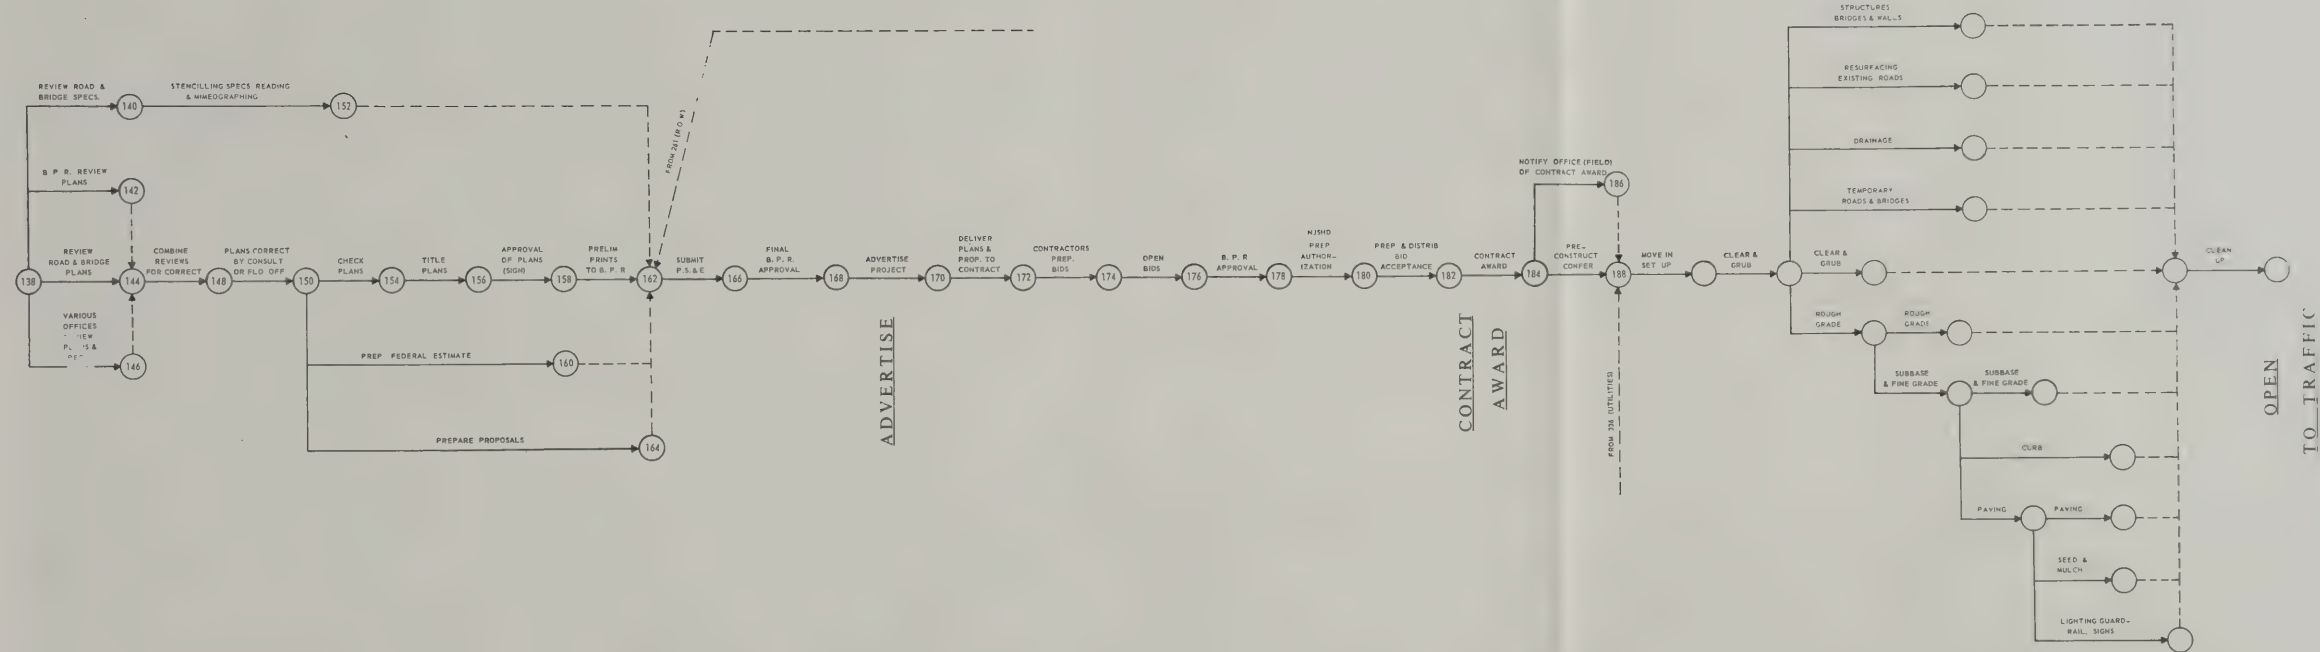 STRUCTURES
BRIDGES & WALLS
RESURFACING
EXISTING ROADS
DRAINAGE
TEMPORARY
ROADS & BRIDGES
REVIEW ROAD &
BRIDGE SPECS.
140
STENCILLING SPECS READING
& MIMEOGRAPHING
152
FROM 261 (R O W)
B P R. REVIEW
PLANS
142
138
REVIEW
ROAD & BRIDGE
PLANS
144
COMBINE
REVIEWS
FOR CORRECT
148
PLANS CORRECT
BY CONSULT
OR FLD OFF
150
CHECK
PLANS
154
TITLE
PLANS
156
APPROVAL
OF PLANS
(SIGN)
158
PRELIM
PRINTS
TO B. P. R
162
SUBMIT
P.S.& E
166
FINAL
B. P. R.
APPROVAL
168
ADVERTISE
PROJECT
170
DELIVER
PLANS &
PROP. TO
CONTRACT
172
CONTRACTORS
PREP.
BIDS
174
OPEN
BIDS
176
B. P. R
APPROVAL
178
NJSHD
PREP
AUTHOR-
IZATION
180
PREP & DISTRIB
BID
ACCEPTANCE
182
CONTRACT
AWARD
184
NOTIFY OFFICE (FIELD)
OF CONTRACT AWARD
186
PRE-
CONSTRUCT
CONFER
188
MOVE IN
SET UP
CLEAR &
GRUB
CLEAR &
GRUB
CLEAN
UP
VARIOUS
OFFICES
PLANS &
146
PREP FEDERAL ESTIMATE
160
PREPARE PROPOSALS
164
ADVERTISE
CONTRACT
AWARD
FROM 336 (UTILITIES)
ROUGH
GRADE
ROUGH
GRADE
SUBBASE
& FINE GRADE
SUBBASE
& FINE GRADE
CURB
PAVING
PAVING
SEED &
MULCH
LIGHTING GUARD-
RAIL, SIGNS
OPEN
TO TRAFFIC